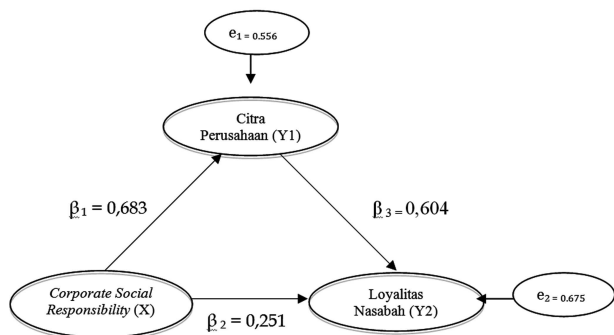 e1 = 0.556
Citra
Perusahaan (Y1)
β1 = 0,683
β3 = 0,604
Corporate Social
Responsibility (X)
β2 = 0,251
Loyalitas
Nasabah (Y2)
e2 = 0.675